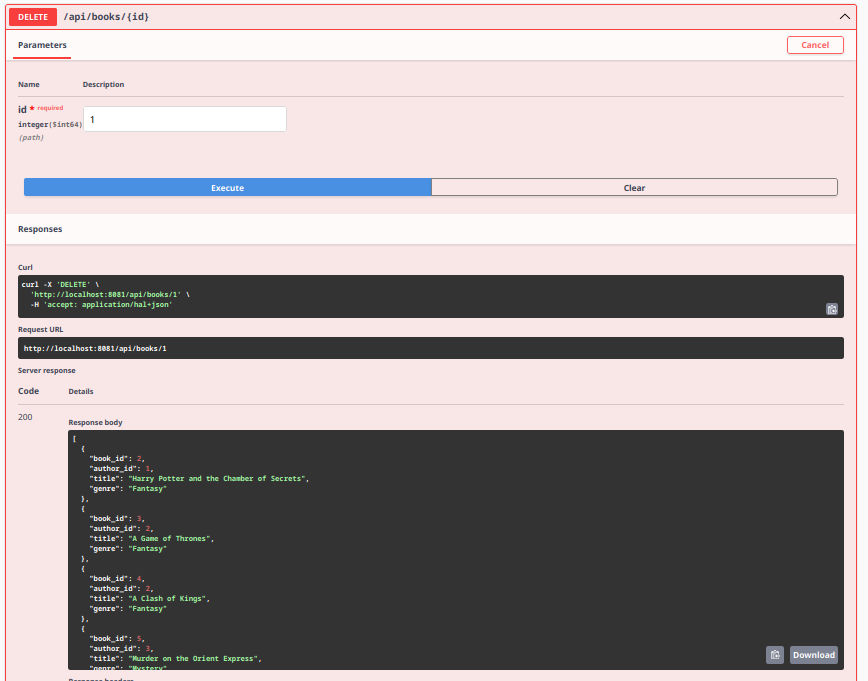 DELETE /api/books/{id}
Parameters Cancel
Name Description
id * required
integer($int64)
(path)
1
Execute Clear
Responses
Curl
curl -X 'DELETE' \
'http://localhost:8081/api/books/1' \
-H 'accept: application/hal+json'
Request URL
http://localhost:8081/api/books/1
Server response
Code Details
200
Response body
[
{
"book_id": 2,
"author_id": 1,
"title": "Harry Potter and the Chamber of Secrets",
"genre": "Fantasy"
},
{
"book_id": 3,
"author_id": 2,
"title": "A Game of Thrones",
"genre": "Fantasy"
},
{
"book_id": 4,
"author_id": 2,
"title": "A Clash of Kings",
"genre": "Fantasy"
},
{
"book_id": 5,
"author_id": 3,
"title": "Murder on the Orient Express",
"genre": "Mystery"
Download
Response headers